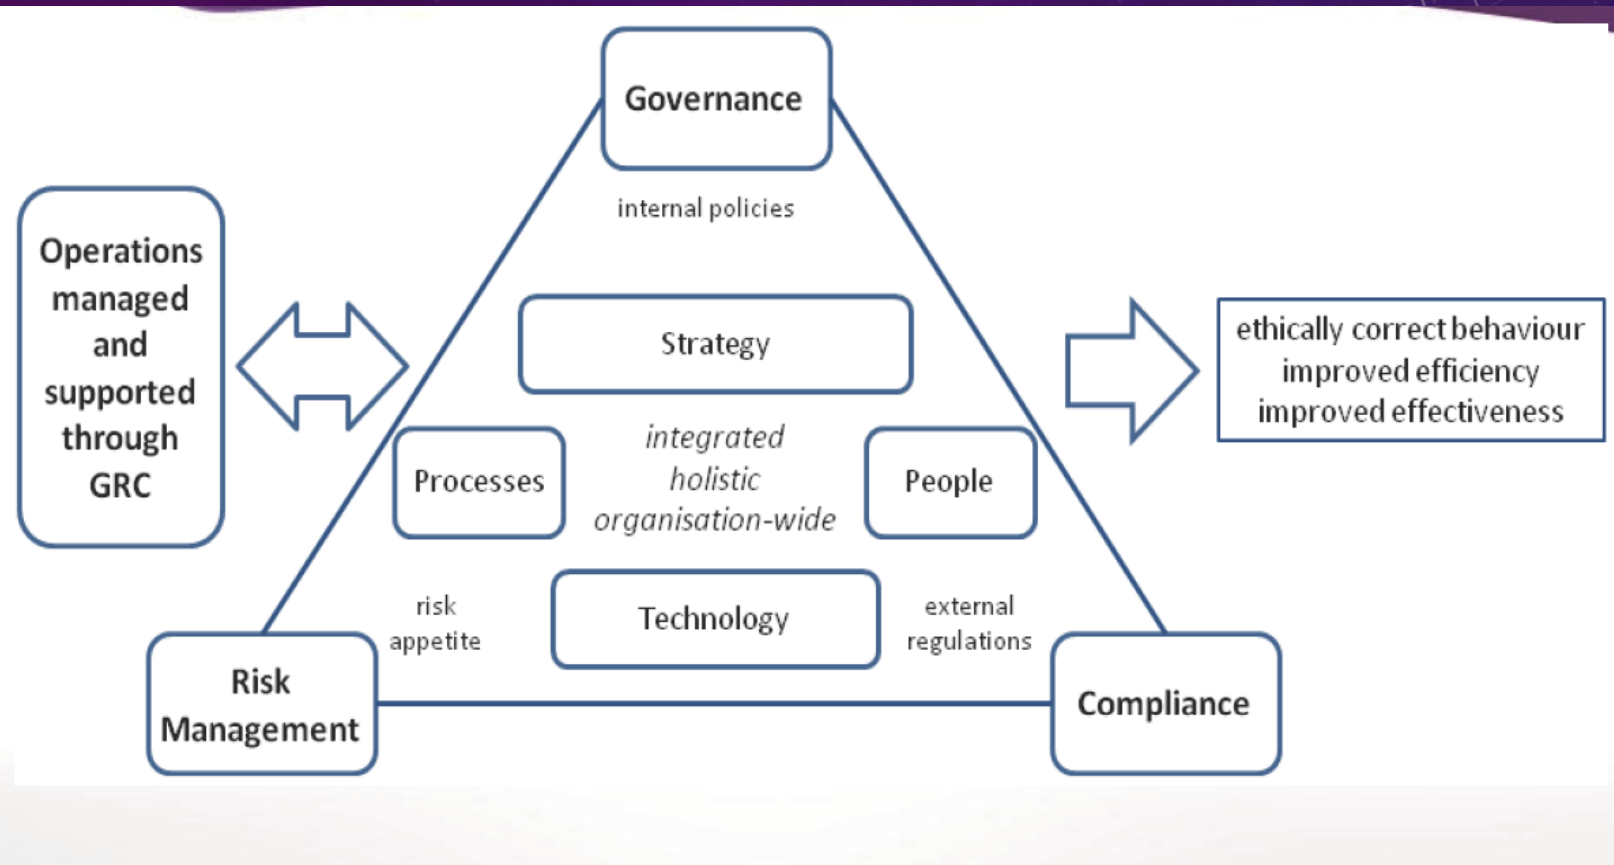 Governance
internal policies
Operations
managed
and
supported
through
GRC
Strategy
ethically correct behaviour
improved efficiency
improved effectiveness
Processes
integrated
holistic
organisation-wide
People
risk
appetite
Technology
external
regulations
Risk
Management
Compliance